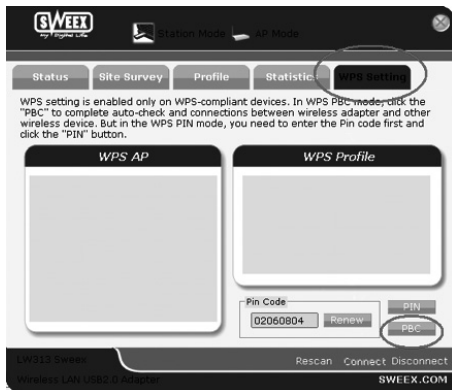 SWEEX
my Digital Life
Station Mode AP Mode
Status Site Survey Profile Statistics WPS Setting
WPS setting is enabled only on WPS-compliant devices. In WPS PBC mode, click the
"PBC" to complete auto-check and connections between wireless adapter and other
wireless device. But in the WPS PIN mode, you need to enter the Pin code first and
click the "PIN" button.
WPS AP WPS Profile
Pin Code
02060804 Renew
PIN
PBC
LW313 Sweex
Wireless LAN USB2.0 Adapter
Rescan Connect Disconnect
SWEEX.COM